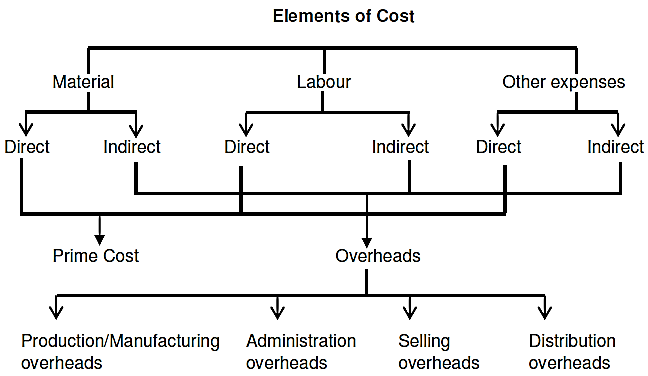 Elements of Cost
Material Labour Other expenses
Direct Indirect Direct Indirect Direct Indirect
Prime Cost Overheads
Production/Manufacturing overheads
Administration overheads
Selling overheads
Distribution overheads